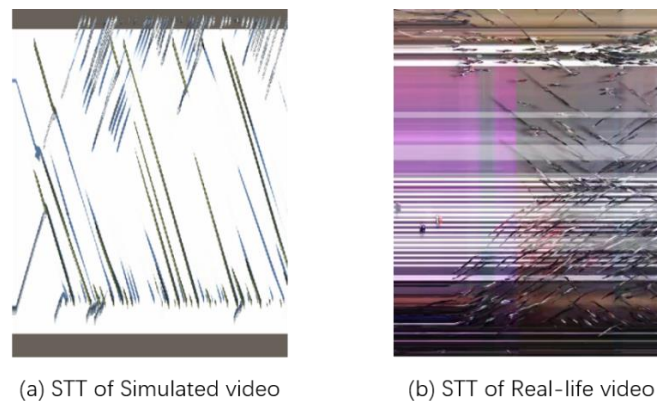 (a) STT of Simulated video
(b) STT of Real-life video